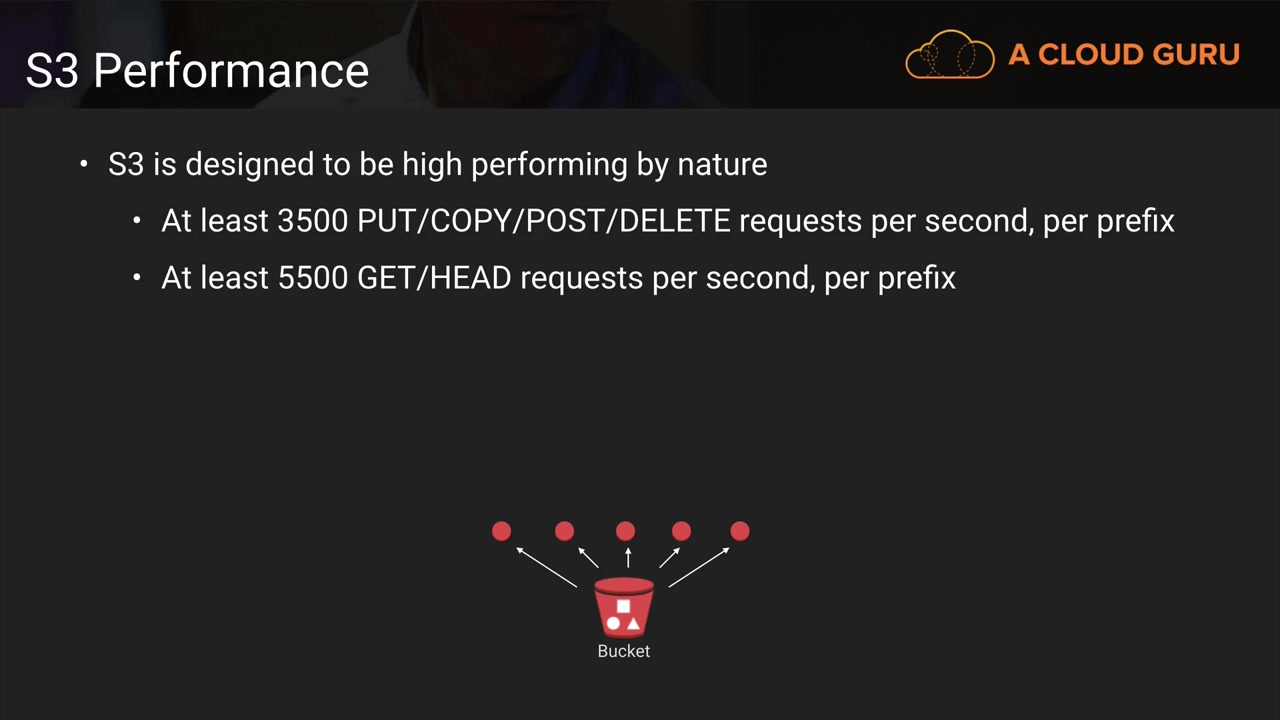 S3 Performance
A CLOUD GURU
• S3 is designed to be high performing by nature
• At least 3500 PUT/COPY/POST/DELETE requests per second, per prefix
• At least 5500 GET/HEAD requests per second, per prefix
Bucket